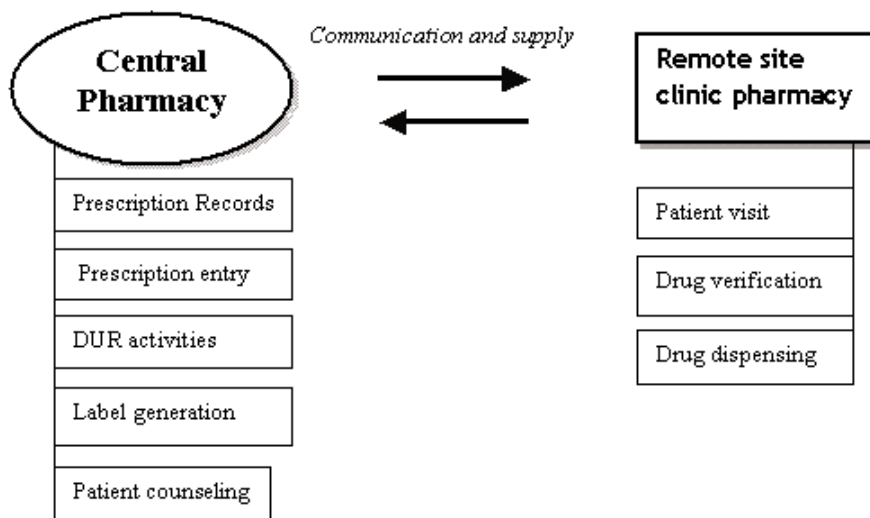 Central
Pharmacy
Communication and supply
Remote site
clinic pharmacy
Prescription Records
Prescription entry
DUR activities
Label generation
Patient counseling
Patient visit
Drug verification
Drug dispensing